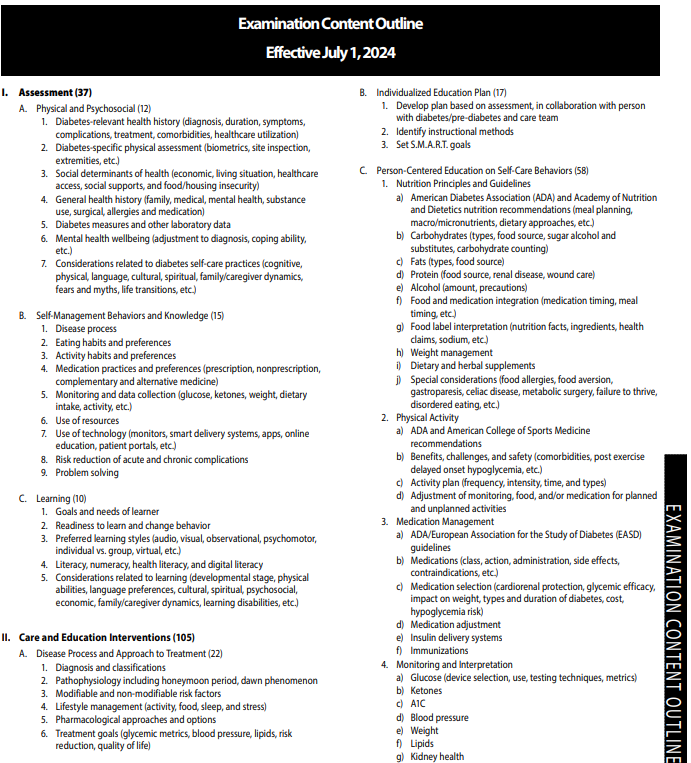 Examination Content Outline
Effective July 1, 2024
I. Assessment (37)
A. Physical and Psychosocial (12)
1. Diabetes-relevant health history (diagnosis, duration, symptoms,
complications, treatment, comorbidities, healthcare utilization)
2. Diabetes-specific physical assessment (biometrics, site inspection,
extremities, etc.)
3. Social determinants of health (economic, living situation, healthcare
access, social supports, and food/housing insecurity)
4. General health history (family, medical, mental health, substance
use, surgical, allergies and medication)
5. Diabetes measures and other laboratory data
6. Mental health wellbeing (adjustment to diagnosis, coping ability,
etc.)
7. Considerations related to diabetes self-care practices (cognitive,
physical, language, cultural, spiritual, family/caregiver dynamics,
fears and myths, life transitions, etc.)
B. Self-Management Behaviors and Knowledge (15)
1. Disease process
2. Eating habits and preferences
3. Activity habits and preferences
4. Medication practices and preferences (prescription, nonprescription,
complementary and alternative medicine)
5. Monitoring and data collection (glucose, ketones, weight, dietary
intake, activity, etc.)
6. Use of resources
7. Use of technology (monitors, smart delivery systems, apps, online
education, patient portals, etc.)
8. Risk reduction of acute and chronic complications
9. Problem solving
C. Learning (10)
1. Goals and needs of learner
2. Readiness to learn and change behavior
3. Preferred learning styles (audio, visual, observational, psychomotor,
individual vs. group, virtual, etc.)
4. Literacy, numeracy, health literacy, and digital literacy
5. Considerations related to learning (developmental stage, physical
abilities, language preferences, cultural, spiritual, psychosocial,
economic, family/caregiver dynamics, learning disabilities, etc.)
II. Care and Education Interventions (105)
A. Disease Process and Approach to Treatment (22)
1. Diagnosis and classifications
2. Pathophysiology including honeymoon period, dawn phenomenon
3. Modifiable and non-modifiable risk factors
4. Lifestyle management (activity, food, sleep, and stress)
5. Pharmacological approaches and options
6. Treatment goals (glycemic metrics, blood pressure, lipids, risk
reduction, quality of life)
B. Individualized Education Plan (17)
1. Develop plan based on assessment, in collaboration with person
with diabetes/pre-diabetes and care team
2. Identify instructional methods
3. Set S.M.A.R.T. goals
C. Person-Centered Education on Self-Care Behaviors (58)
1. Nutrition Principles and Guidelines
a) American Diabetes Association (ADA) and Academy of Nutrition
and Dietetics nutrition recommendations (meal planning,
macro/micronutrients, dietary approaches, etc.)
b) Carbohydrates (types, food source, sugar alcohol and
substitutes, carbohydrate counting)
c) Fats (types, food source)
d) Protein (food source, renal disease, wound care)
e) Alcohol (amount, precautions)
f) Food and medication integration (medication timing, meal
timing, etc.)
g) Food label interpretation (nutrition facts, ingredients, health
claims, sodium, etc.)
h) Weight management
i) Dietary and herbal supplements
j) Special considerations (food allergies, food aversion,
gastroparesis, celiac disease, metabolic surgery, failure to thrive,
disordered eating, etc.)
2. Physical Activity
a) ADA and American College of Sports Medicine
recommendations
b) Benefits, challenges, and safety (comorbidities, post exercise
delayed onset hypoglycemia, etc.)
c) Activity plan (frequency, intensity, time, and types)
d) Adjustment of monitoring, food, and/or medication for planned
and unplanned activities
3. Medication Management
a) ADA/European Association for the Study of Diabetes (EASD)
guidelines
b) Medications (class, action, administration, side effects,
contraindications, etc.)
c) Medication selection (cardiorenal protection, glycemic efficacy,
impact on weight, types and duration of diabetes, cost,
hypoglycemia risk)
d) Medication adjustment
e) Insulin delivery systems
f) Immunizations
4. Monitoring and Interpretation
a) Glucose (device selection, use, testing techniques, metrics)
b) Ketones
c) A1C
d) Blood pressure
e) Weight
f) Lipids
g) Kidney health
EXAMINATION CONTENT OUTLINE